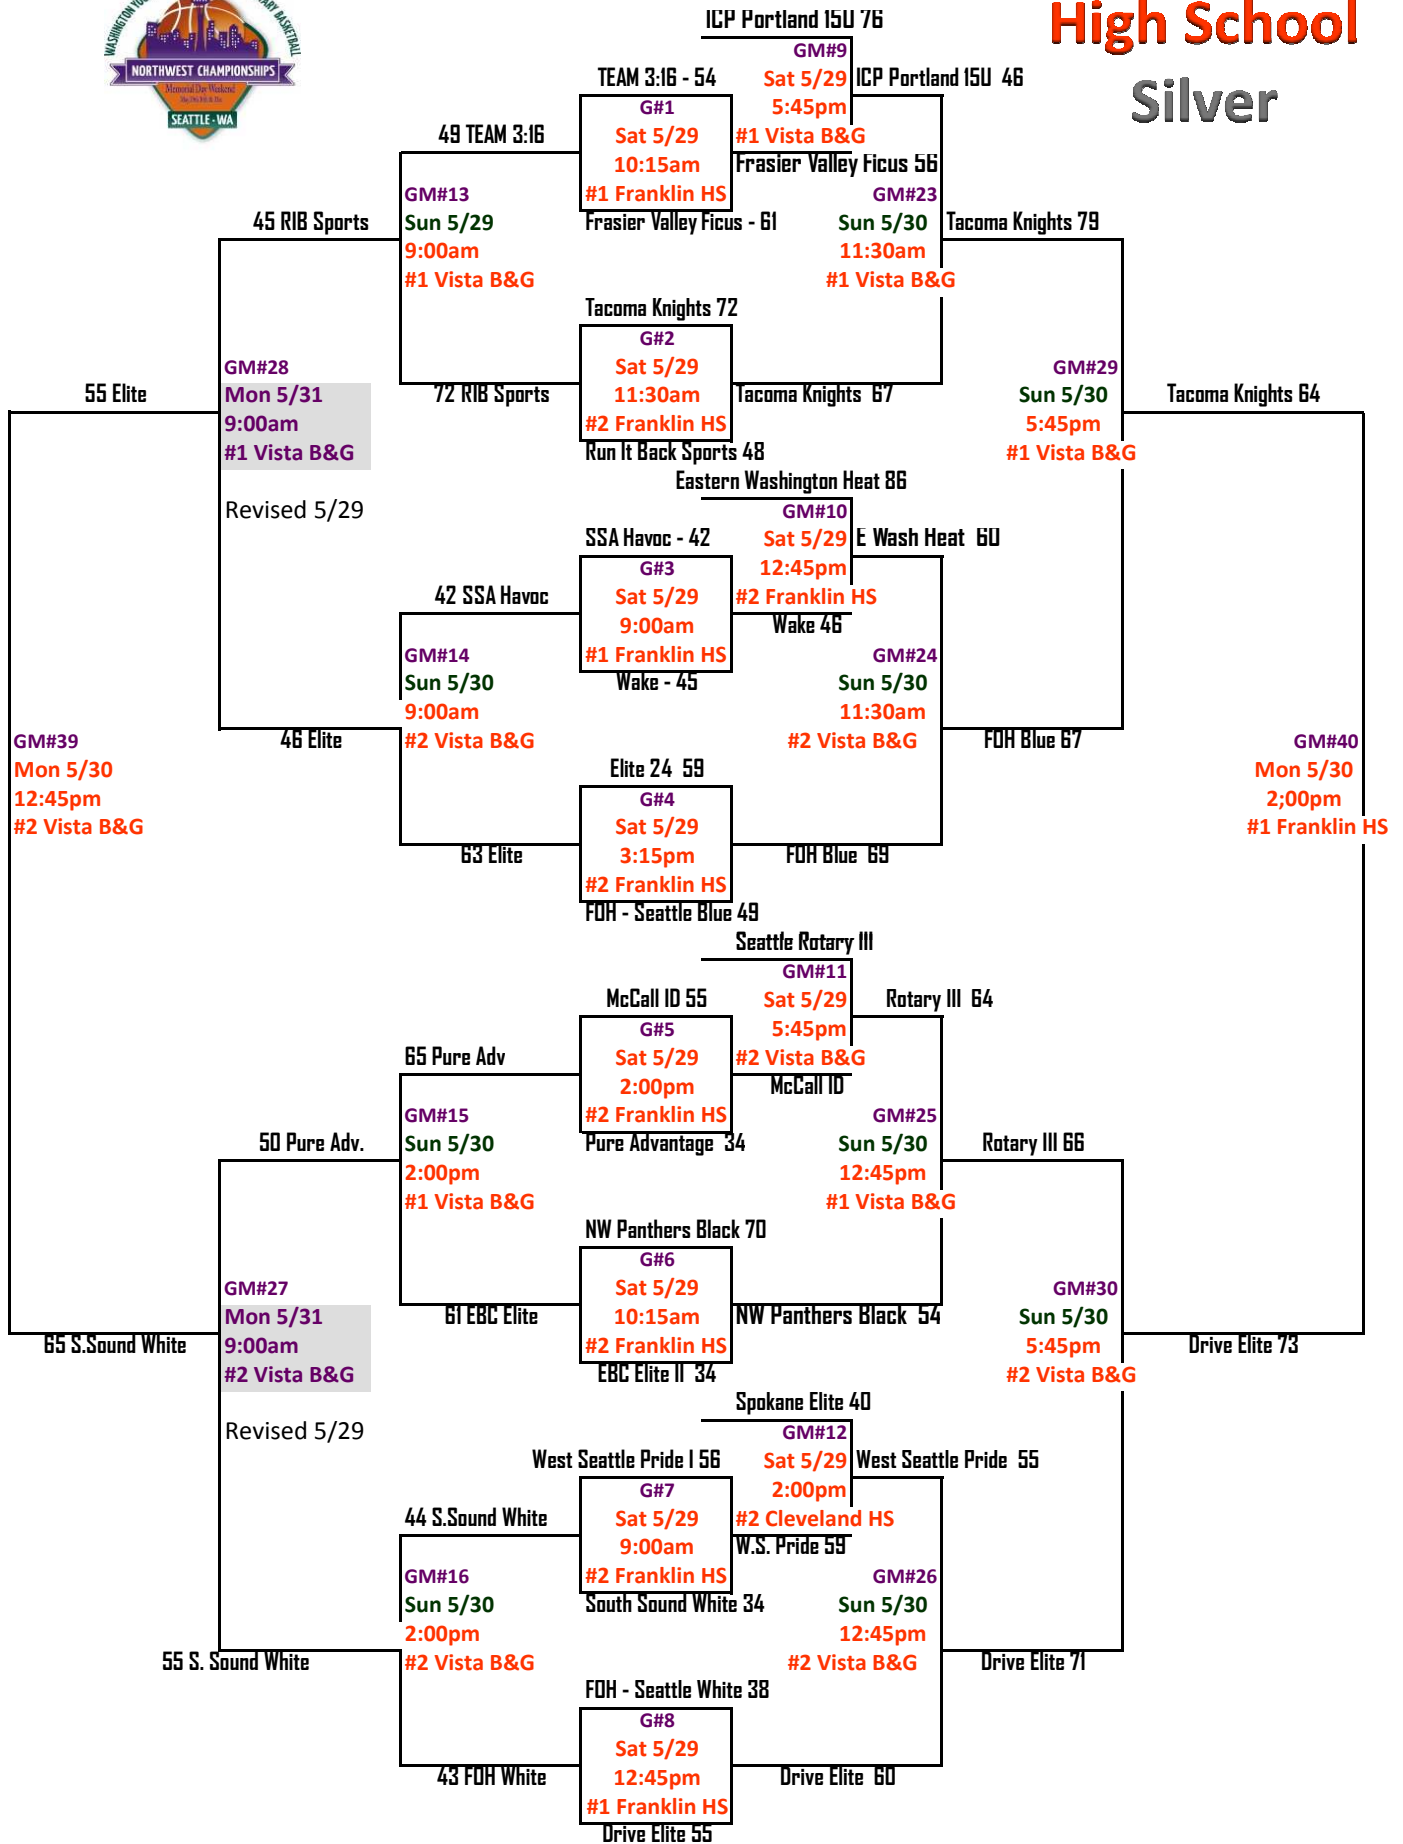 WASHINGTON YOU
ARY BASKETBALL
NORTHWEST CHAMPIONSHIPS
Memorial Day Weekend
SEATTLE - WA
High School
Silver
ICP Portland 15U 76
GM#9
Sat 5/29
5:45pm
#1 Vista B&G
ICP Portland 15U 46
TEAM 3:16 - 54
G#1
Sat 5/29
10:15am
#1 Franklin HS
Frasier Valley Ficus - 61
49 TEAM 3:16
Frasier Valley Ficus 56
GM#13
Sun 5/29
9:00am
#1 Vista B&G
GM#23
Sun 5/30
11:30am
#1 Vista B&G
45 RIB Sports
Tacoma Knights 79
Tacoma Knights 72
G#2
Sat 5/29
11:30am
#2 Franklin HS
Run It Back Sports 48
72 RIB Sports
Tacoma Knights 67
GM#28
Mon 5/31
9:00am
#1 Vista B&G
Revised 5/29
55 Elite
GM#29
Sun 5/30
5:45pm
#1 Vista B&G
Tacoma Knights 64
Eastern Washington Heat 86
GM#10
Sat 5/29
12:45pm
#2 Franklin HS
E Wash Heat 60
SSA Havoc - 42
G#3
Sat 5/29
9:00am
#1 Franklin HS
Wake - 45
42 SSA Havoc
Wake 46
GM#14
Sun 5/30
9:00am
#2 Vista B&G
GM#24
Sun 5/30
11:30am
#2 Vista B&G
46 Elite
FOH Blue 67
GM#39
Mon 5/30
12:45pm
#2 Vista B&G
GM#40
Mon 5/30
2;00pm
#1 Franklin HS
Elite 24 59
G#4
Sat 5/29
3:15pm
#2 Franklin HS
FOH - Seattle Blue 49
63 Elite
FOH Blue 69
Seattle Rotary III
GM#11
Sat 5/29
5:45pm
#2 Vista B&G
Rotary III 64
McCall ID 55
G#5
Sat 5/29
2:00pm
#2 Franklin HS
Pure Advantage 34
65 Pure Adv
McCall ID
GM#15
Sun 5/30
2:00pm
#1 Vista B&G
GM#25
Sun 5/30
12:45pm
#1 Vista B&G
50 Pure Adv.
Rotary III 66
NW Panthers Black 70
G#6
Sat 5/29
10:15am
#2 Franklin HS
EBC Elite II 34
61 EBC Elite
NW Panthers Black 54
GM#27
Mon 5/31
9:00am
#2 Vista B&G
Revised 5/29
65 S.Sound White
GM#30
Sun 5/30
5:45pm
#2 Vista B&G
Drive Elite 73
Spokane Elite 40
GM#12
Sat 5/29
2:00pm
#2 Cleveland HS
West Seattle Pride 55
West Seattle Pride I 56
G#7
Sat 5/29
9:00am
#2 Franklin HS
South Sound White 34
44 S.Sound White
W.S. Pride 59
GM#16
Sun 5/30
2:00pm
#2 Vista B&G
GM#26
Sun 5/30
12:45pm
#2 Vista B&G
55 S. Sound White
Drive Elite 71
FOH - Seattle White 38
G#8
Sat 5/29
12:45pm
#1 Franklin HS
Drive Elite 55
43 FOH White
Drive Elite 60